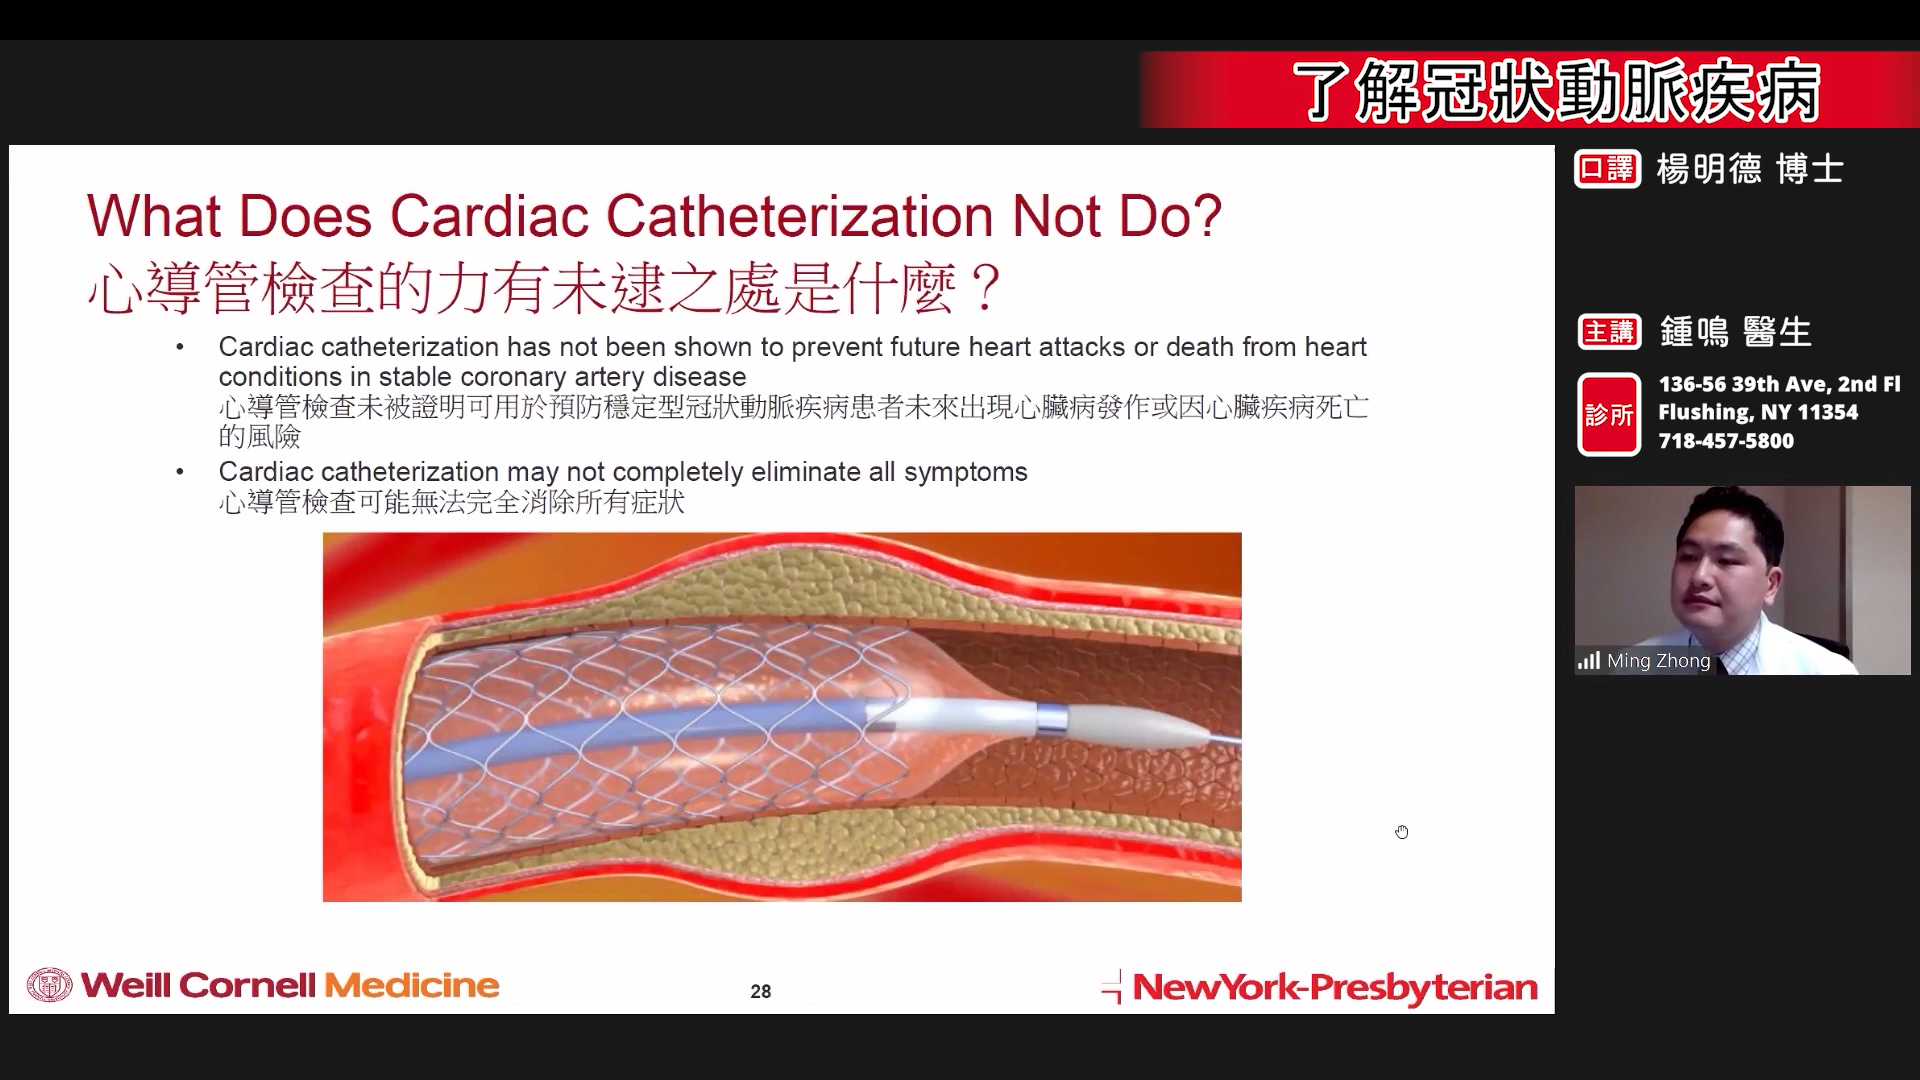 了解冠狀動脈疾病
口譯 楊明德 博士
主講 鍾鳴 醫生
診所
136-56 39th Ave, 2nd Fl
Flushing, NY 11354
718-457-5800
Ming Zhong
What Does Cardiac Catheterization Not Do?
心導管檢查的力有未逮之處是什麼？
• Cardiac catheterization has not been shown to prevent future heart attacks or death from heart
conditions in stable coronary artery disease
心導管檢查未被證明可用於預防穩定型冠狀動脈疾病患者未來出現心臟病發作或因心臟疾病死亡
的風險
• Cardiac catheterization may not completely eliminate all symptoms
心導管檢查可能無法完全消除所有症狀
Weill Cornell Medicine
28
NewYork-Presbyterian